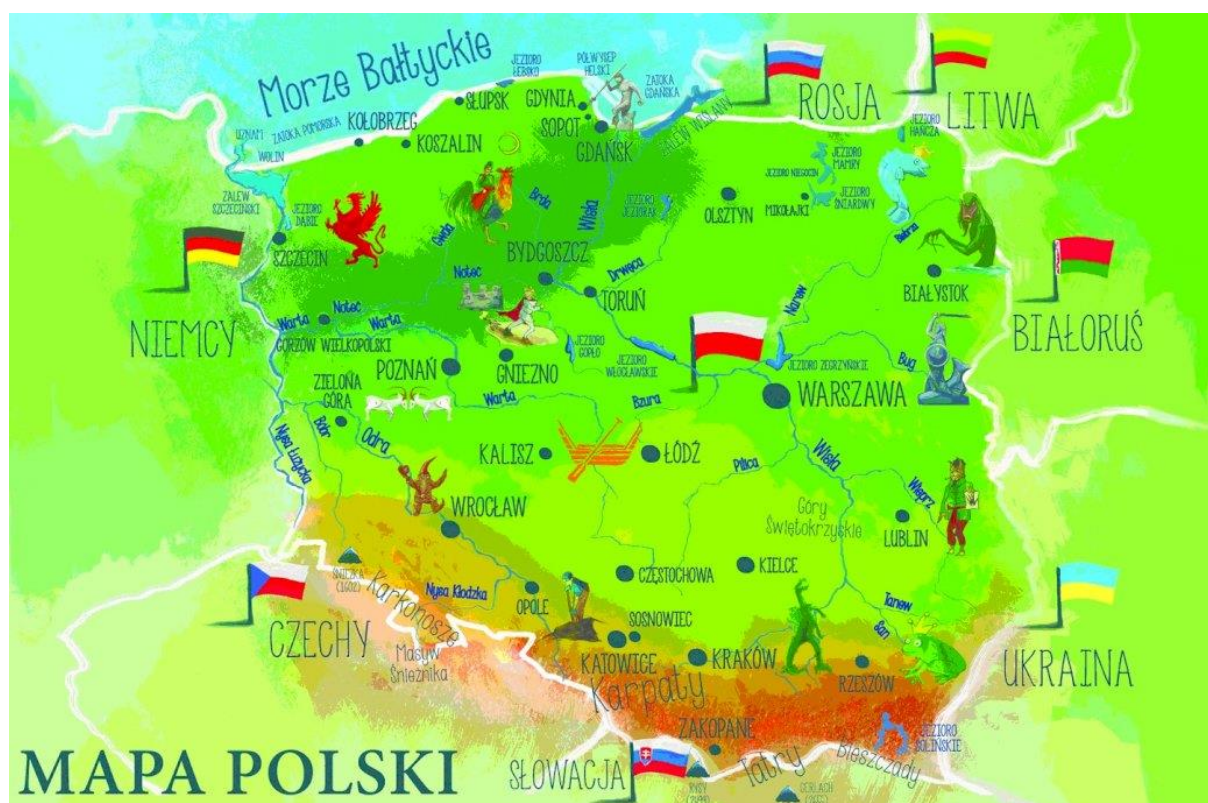 Morze Bałtyckie
JEZIORO
ŁEBSKO
PÓŁWYSEP
HELSKI
ZATOKA
GDAŃSKA
ROSJA
LITWA
SŁUPSK
GDYNIA
SOPOT
GDAŃSK
ZALEW WIŚLANY
UZNAM
ZATOKA POMORSKA
WOLIN
KOŁOBRZEG
KOSZALIN
JEZIORO
HAŃCZA
JEZIORO
MAMRY
JEZIORO NIEGOCIN
MIKOŁAJKI
JEZIORO
ŚNIARDWY
OLSZTYN
JEZIORO
JEZIORAK
ZALEW
SZCZECIŃSKI
JEZIORO
DĄBIE
SZCZECIN
Gwda
Brda
Wisła
BYDGOSZCZ
Noteć
Drwęca
TORUŃ
Biebrza
BIAŁYSTOK
Narew
NIEMCY
Warta
Noteć
Warta
GORZÓW WIELKOPOLSKI
BIAŁORUŚ
POZNAŃ
GNIEZNO
JEZIORO
GOPŁO
JEZIORO
WŁOCŁAWSKIE
JEZIORO ZEGRZYŃSKIE
Bug
WARSZAWA
ZIELONA
GÓRA
Warta
Bzura
Bóbr
Odra
Nysa Łużycka
KALISZ
ŁÓDŹ
Pilica
Wisła
Wieprz
WROCŁAW
Góry
Świętokrzyskie
LUBLIN
ŚNIEŻKA
(1602)
Karkonosze
Nysa Kłodzka
OPOLE
CZĘSTOCHOWA
KIELCE
CZECHY
Masyw
Śnieżnika
SOSNOWIEC
KATOWICE
KRAKÓW
Tanew
San
RZESZÓW
UKRAINA
Karpaty
ZAKOPANE
JEZIORO
SOLIŃSKIE
SŁOWACJA
RYSY
Tatry
Bieszczady
GERLACH
MAPA POLSKI